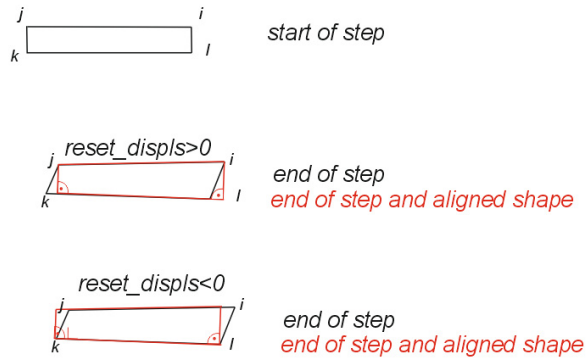 j i
start of step
k l
reset_displs>0
j i
end of step
k l
end of step and aligned shape
reset_displs<0
j i
end of step
k l
end of step and aligned shape